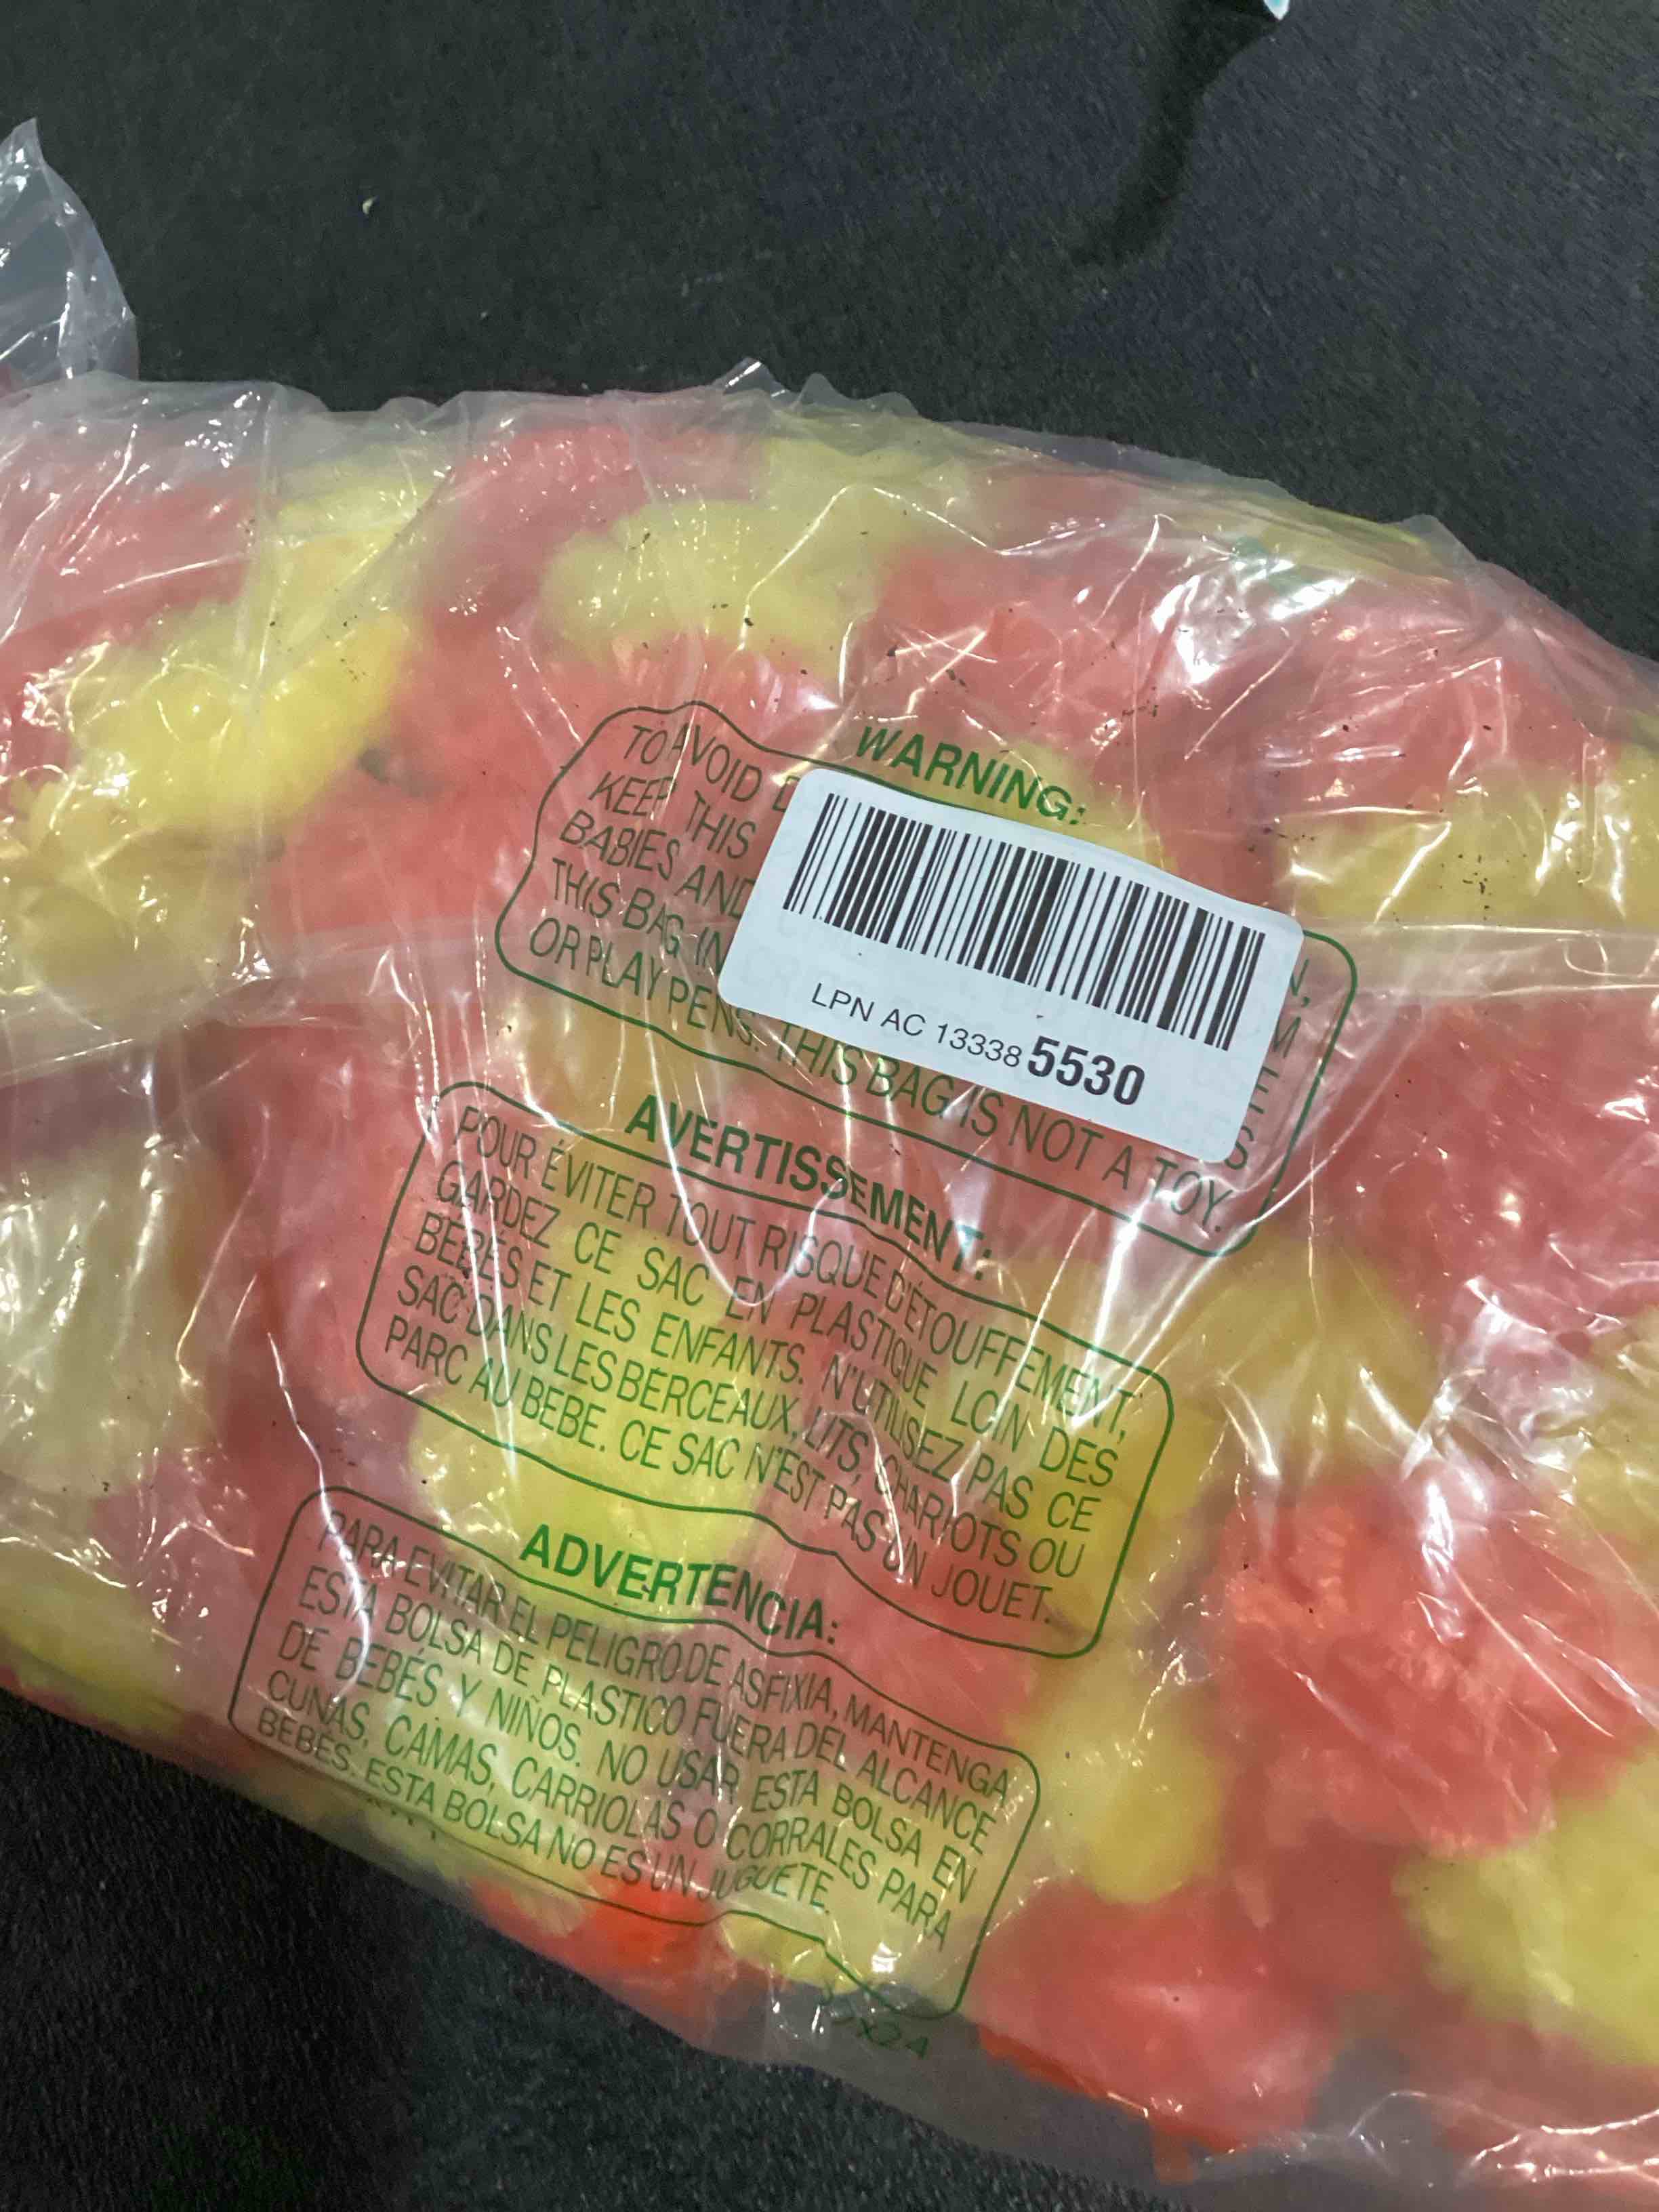 WARNING:
TO AVOID
KEEP THIS
BABIES AND
THIS BAG IN
OR PLAY PENS. THIS BAG IS NOT A TOY.
LPN AC 133385530
AVERTISSEMENT:
POUR ÉVITER TOUT RISQUE D'ÉTOUFFEMENT,
GARDEZ CE SAC EN PLASTIQUE LOIN DES
BÉBÉS ET LES ENFANTS. N'UTILISEZ PAS CE
SAC DANS LES BERCEAUX, LITS, CHARIOTS OU
PARC AU BEBE. CE SAC N'EST PAS UN JOUET.
ADVERTENCIA:
PARA EVITAR EL PELIGRO DE ASFIXIA, MANTENGA
ESTA BOLSA DE PLASTICO FUERA DEL ALCANCE
DE BEBÉS Y NIÑOS. NO USAR ESTA BOLSA EN
CUNAS, CAMAS, CARRIOLAS O CORRALES PARA
BEBES. ESTA BOLSA NO ES UN JUGUETE.